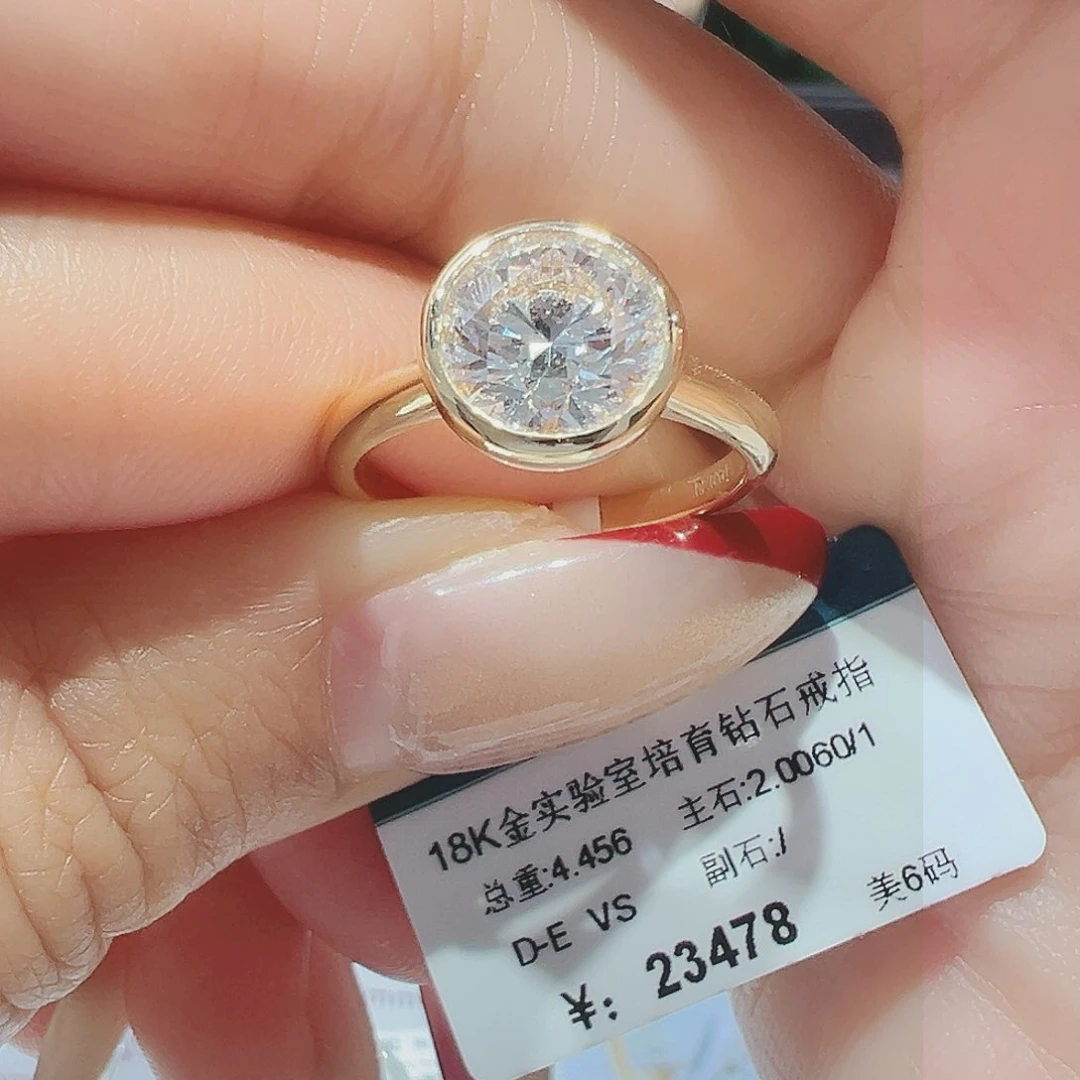 18K金实验室培育钻石戒指
总重:4.456 主石:2.0060/1
副石:/
D-E VS 美6码
¥: 23478